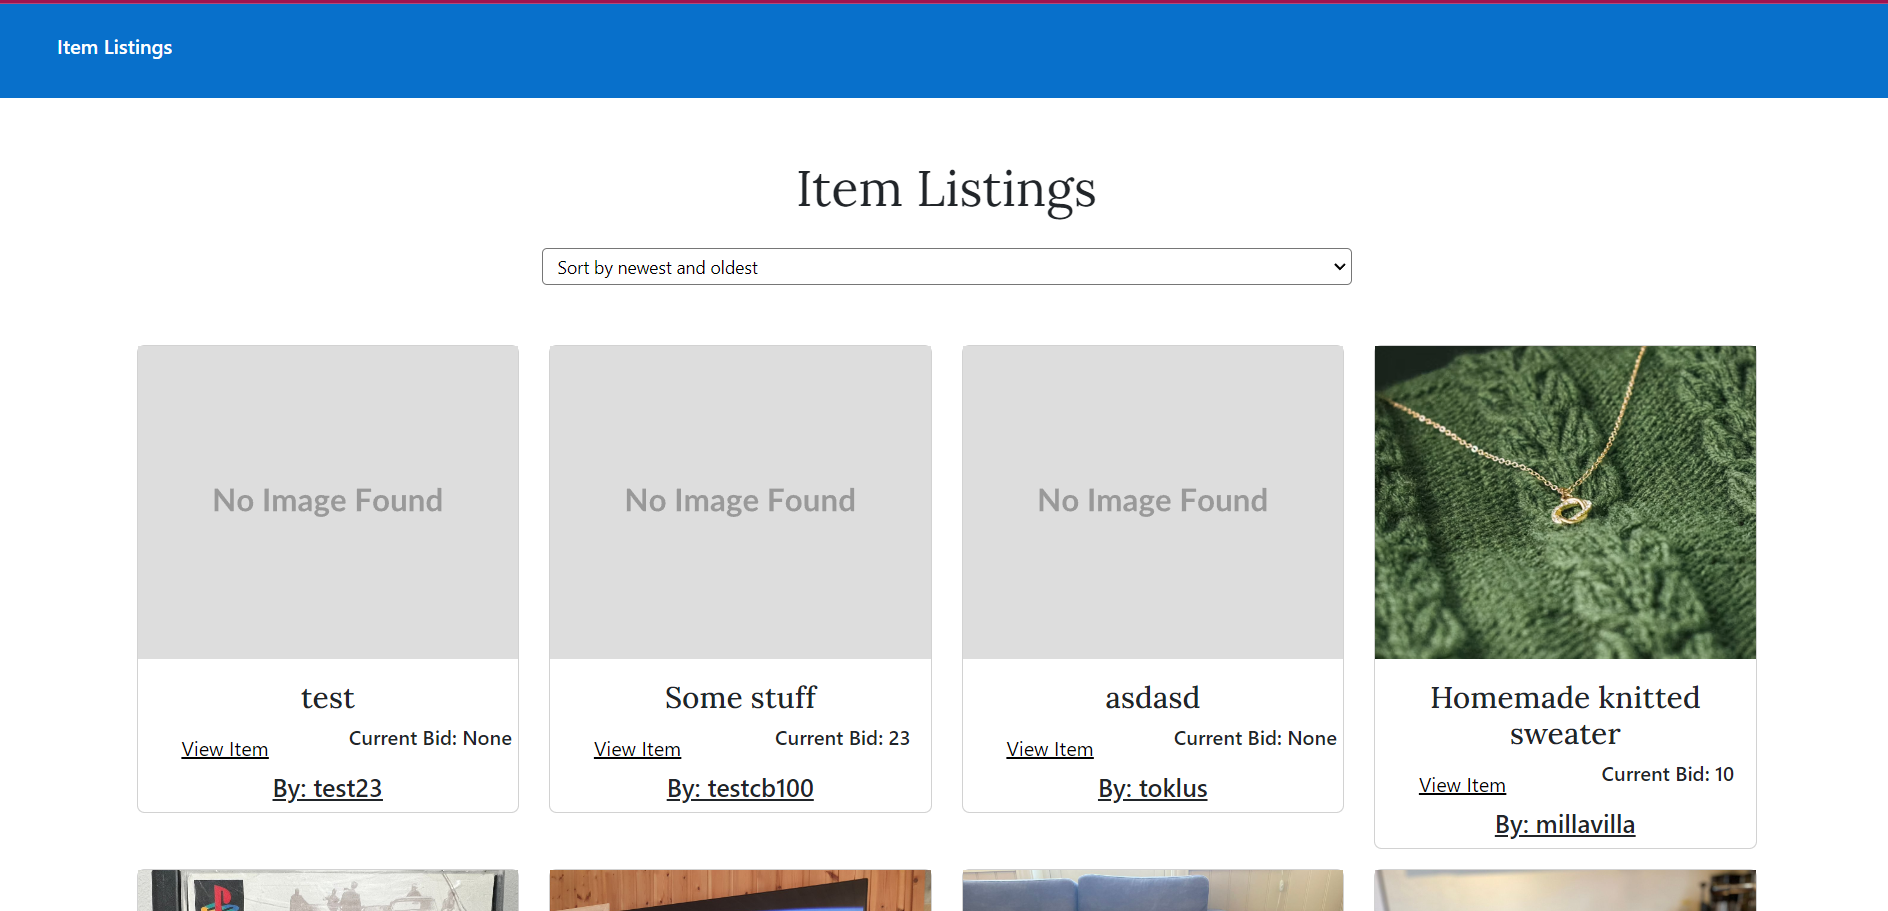 Item Listings
Item Listings
Sort by newest and oldest
No Image Found
No Image Found
No Image Found
test
View Item
Current Bid: None
By: test23
Some stuff
View Item
Current Bid: 23
By: testcb100
asdasd
View Item
Current Bid: None
By: toklus
Homemade knitted
sweater
View Item
Current Bid: 10
By: millavilla